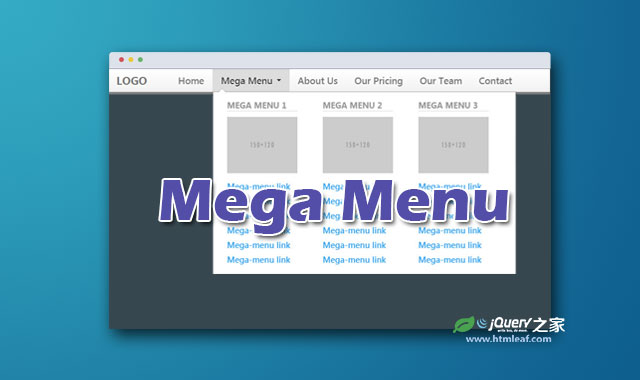 LOGO Home Mega Menu About Us Our Pricing Our Team Contact
MEGA MENU 1 MEGA MENU 2 MEGA MENU 3
150×120 150×120 150×120
Mega-menu link Mega-menu link Mega-menu link
Mega Menu
Mega-menu link Mega-menu link Mega-menu link
Mega-menu link Mega-menu link Mega-menu link
Mega-menu link Mega-menu link Mega-menu link
jQuery之家
www.htmleaf.com